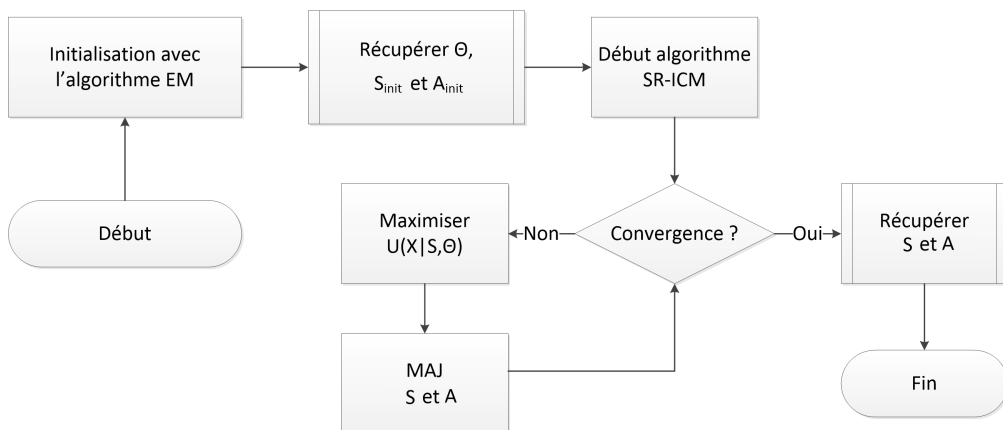 Initialisation avec
l'algorithme EM
Récupérer Θ,
Sinit et Ainit
Début algorithme
SR-ICM
Début
Maximiser
U(X|S,Θ)
Non
Convergence ?
Oui
Récupérer
S et A
MAJ
S et A
Fin